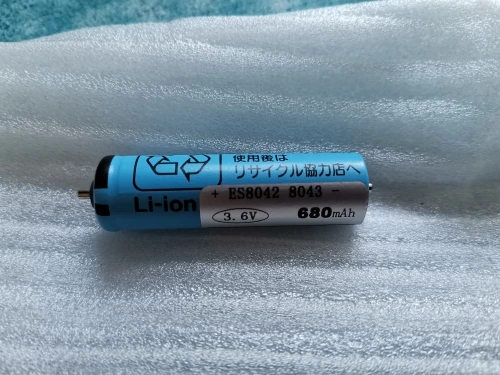 使用後は
リサイクル協力店へ
Li-ion
+ ES8042 8043 -
3.6V
680mAh